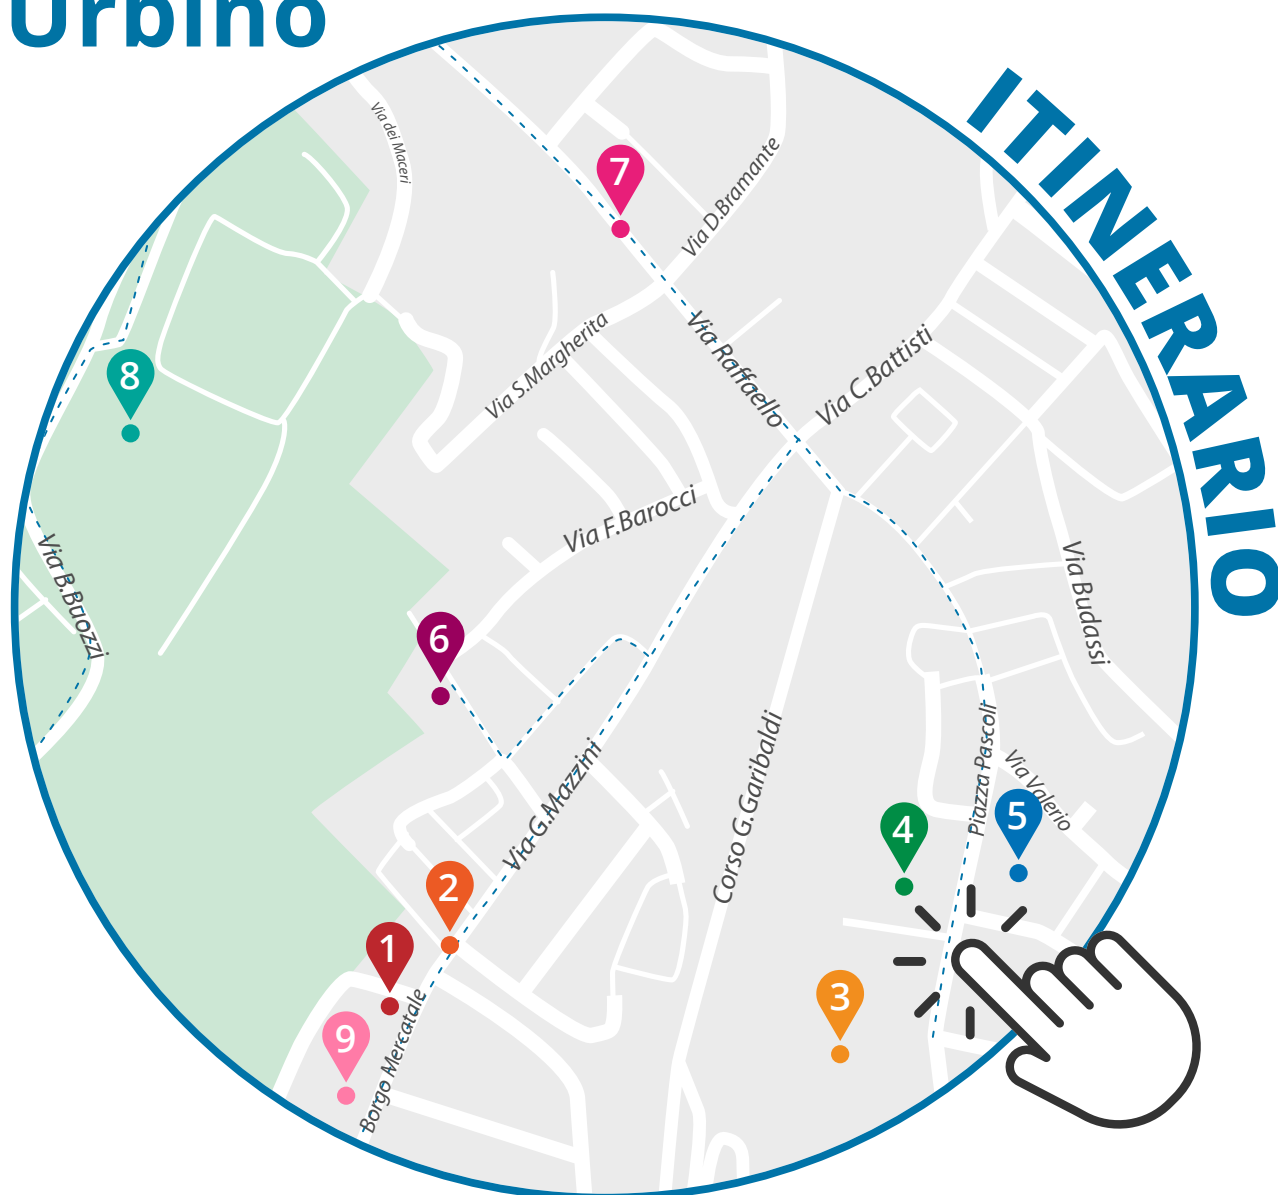 Urbino
ITINERARIO
Via dei Maceri
7
Via D.Bramante
Via S.Margherita
Via Raffaello
Via C.Battisti
8
Via F.Barocci
Via B.Buozzi
Via Budassi
6
Via G.Mazzini
Corso G.Garibaldi
Piazza Pascoli
Via Valerio
4
5
2
1
3
9
Borgo Mercatale